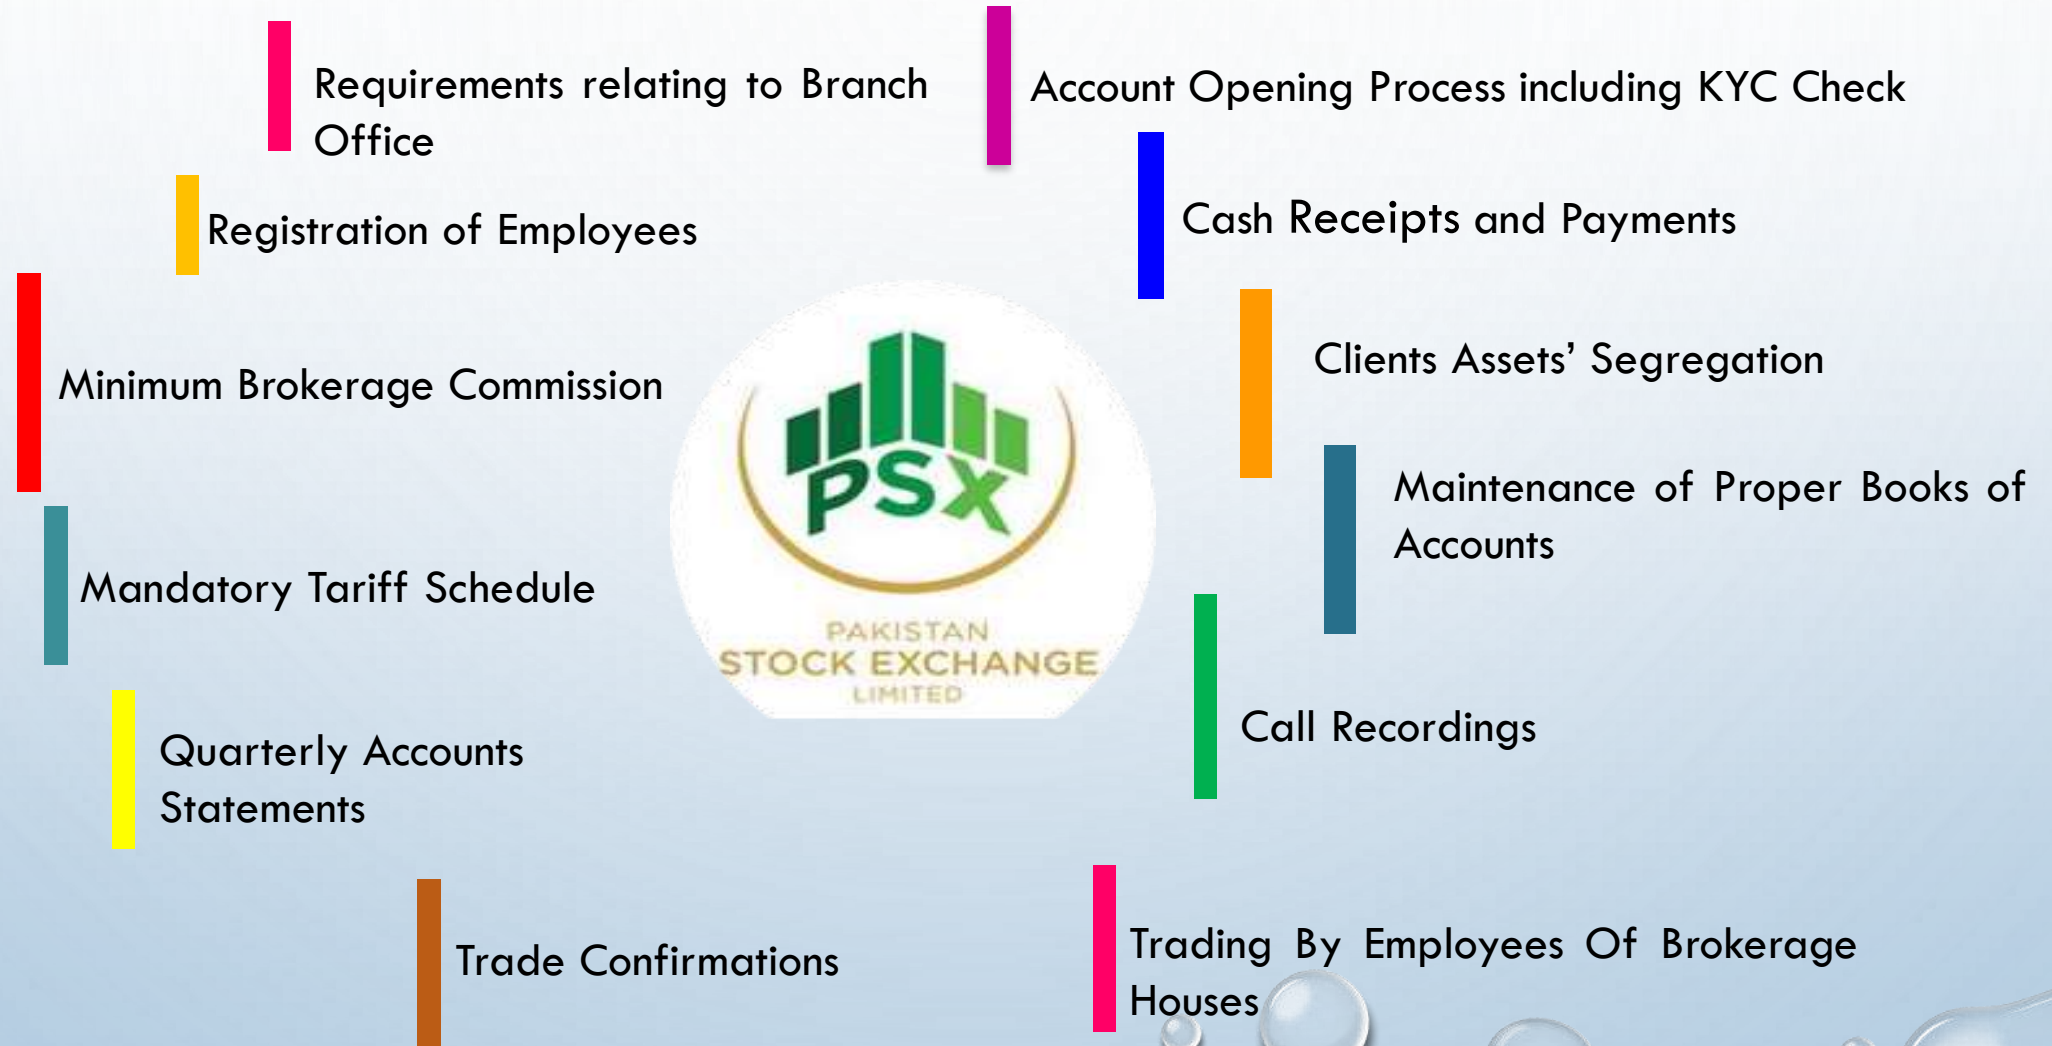 Requirements relating to Branch
Office
Registration of Employees
Minimum Brokerage Commission
Mandatory Tariff Schedule
Quarterly Accounts
Statements
Trade Confirmations
PSX
PAKISTAN
STOCK EXCHANGE
LIMITED
Account Opening Process including KYC Check
Cash Receipts and Payments
Clients Assets’ Segregation
Maintenance of Proper Books of
Accounts
Call Recordings
Trading By Employees Of Brokerage
Houses